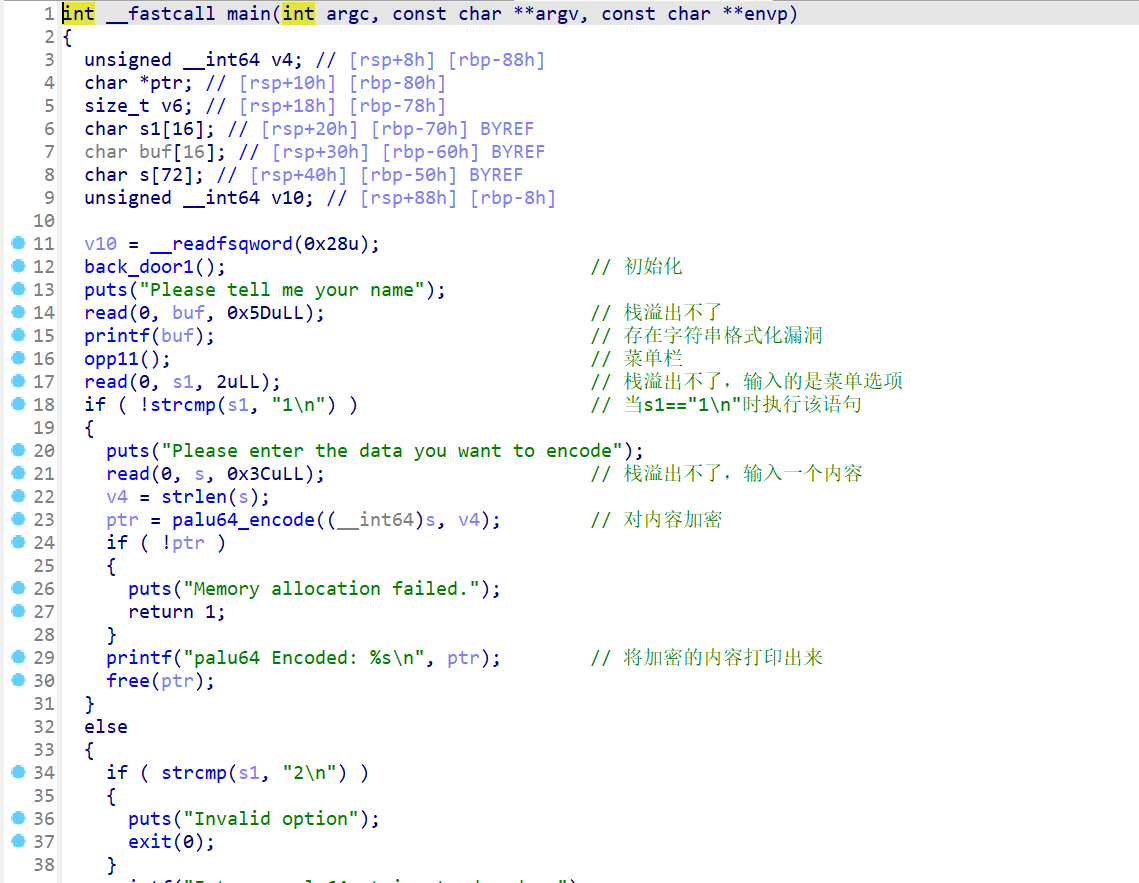 1 int __fastcall main(int argc, const char **argv, const char **envp)
2 {
3 unsigned __int64 v4; // [rsp+8h] [rbp-88h]
4 char *ptr; // [rsp+10h] [rbp-80h]
5 size_t v6; // [rsp+18h] [rbp-78h]
6 char s1[16]; // [rsp+20h] [rbp-70h] BYREF
7 char buf[16]; // [rsp+30h] [rbp-60h] BYREF
8 char s[72]; // [rsp+40h] [rbp-50h] BYREF
9 unsigned __int64 v10; // [rsp+88h] [rbp-8h]
10
11 v10 = __readfsqword(0x28u);
12 back_door1(); // 初始化
13 puts("Please tell me your name");
14 read(0, buf, 0x5DuLL); // 栈溢出不了
15 printf(buf); // 存在字符串格式化漏洞
16 opp11(); // 菜单栏
17 read(0, s1, 2uLL); // 栈溢出不了，输入的是菜单选项
18 if ( !strcmp(s1, "1\n") ) // 当s1=="1\n"时执行该语句
19 {
20 puts("Please enter the data you want to encode");
21 read(0, s, 0x3CuLL); // 栈溢出不了，输入一个内容
22 v4 = strlen(s);
23 ptr = palu64_encode((__int64)s, v4); // 对内容加密
24 if ( !ptr )
25 {
26 puts("Memory allocation failed.");
27 return 1;
28 }
29 printf("palu64 Encoded: %s\n", ptr); // 将加密的内容打印出来
30 free(ptr);
31 }
32 else
33 {
34 if ( strcmp(s1, "2\n") )
35 {
36 puts("Invalid option");
37 exit(0);
38 }